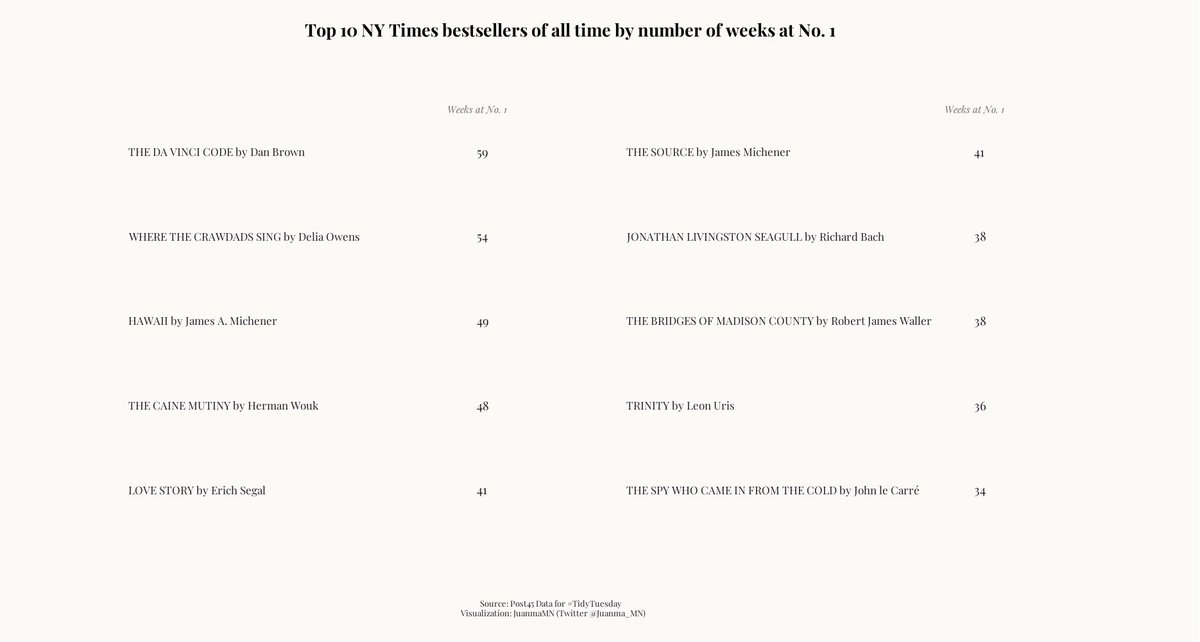 Top 10 NY Times bestsellers of all time by number of weeks at No. 1
Weeks at No. 1
THE DA VINCI CODE by Dan Brown 59
WHERE THE CRAWDADS SING by Delia Owens 54
HAWAII by James A. Michener 49
THE CAINE MUTINY by Herman Wouk 48
LOVE STORY by Erich Segal 41
Weeks at No. 1
THE SOURCE by James Michener 41
JONATHAN LIVINGSTON SEAGULL by Richard Bach 38
THE BRIDGES OF MADISON COUNTY by Robert James Waller 38
TRINITY by Leon Uris 36
THE SPY WHO CAME IN FROM THE COLD by John le Carré 34
Source: Post45 Data for #TidyTuesday
Visualization: JuanmaMN (Twitter @Juanma_MN)